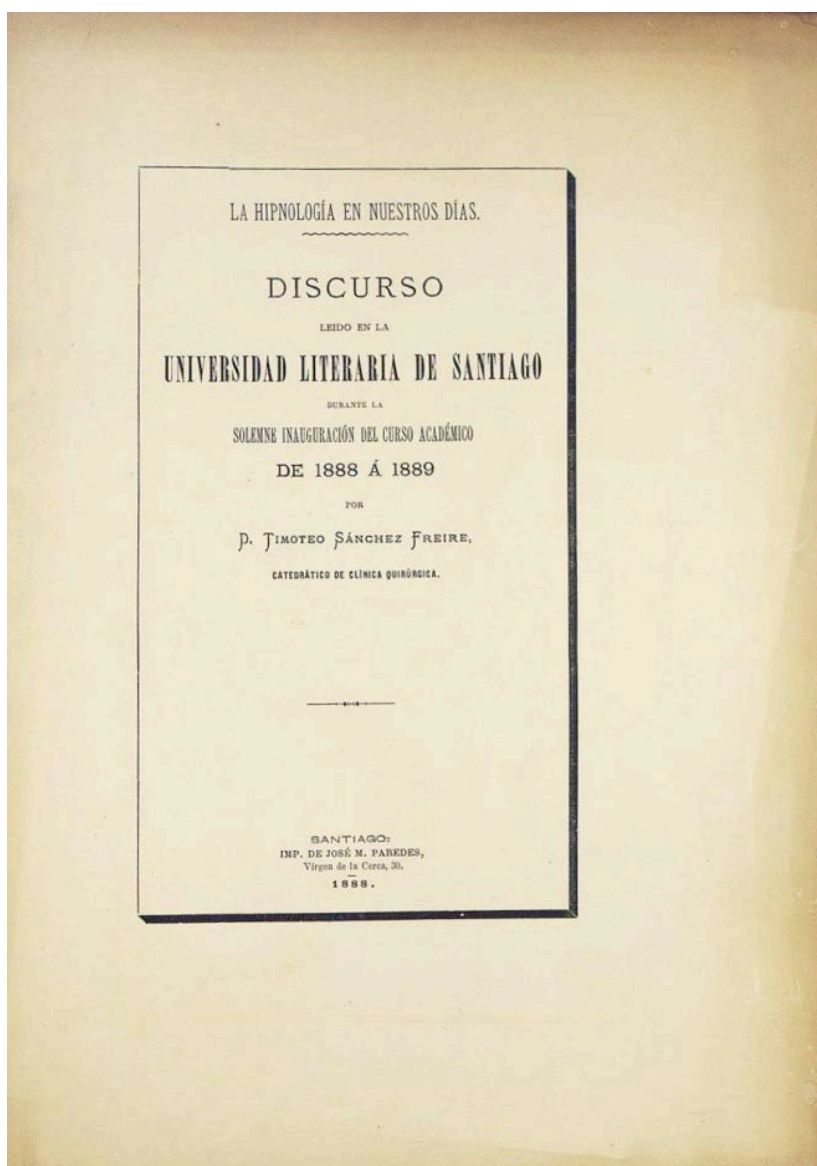 LA HIPNOLOGÍA EN NUESTROS DÍAS.
DISCURSO
LEIDO EN LA
UNIVERSIDAD LITERARIA DE SANTIAGO
DURANTE LA
SOLEMNE INAUGURACIÓN DEL CURSO ACADÉMICO
DE 1888 Á 1889
POR
D. TIMOTEO SÁNCHEZ FREIRE,
CATEDRÁTICO DE CLÍNICA QUIRÚRGICA.
SANTIAGO:
IMP. DE JOSÉ M. PAREDES,
Vírgen de la Cerca, 30.
1888.